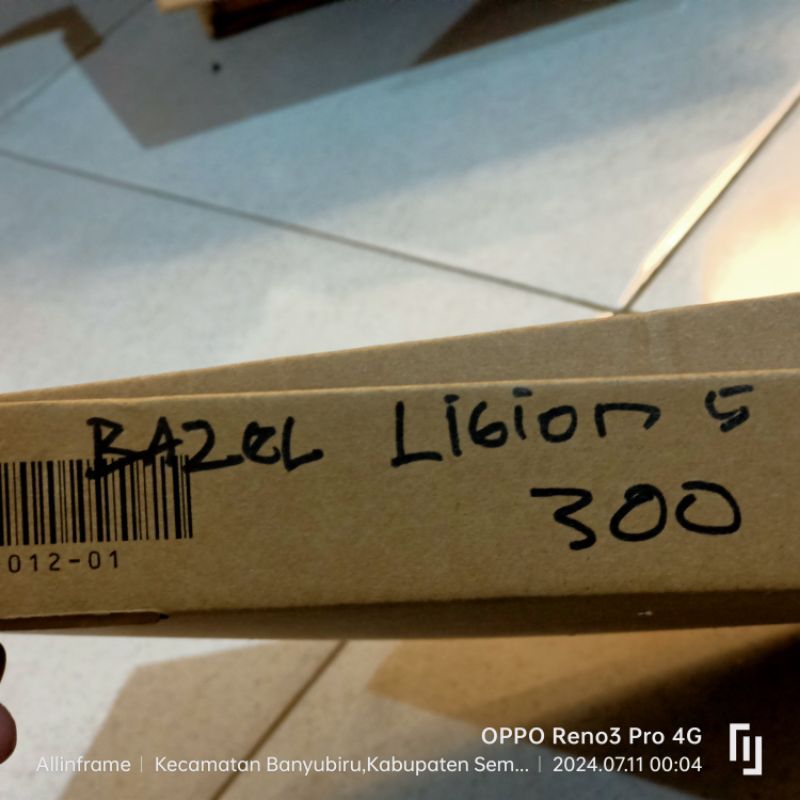 BAZEL LiGion 5
300
012-01
OPPO Reno3 Pro 4G
Allinframe | Kecamatan Banyubiru,Kabupaten Sem... | 2024.07.11 00:04